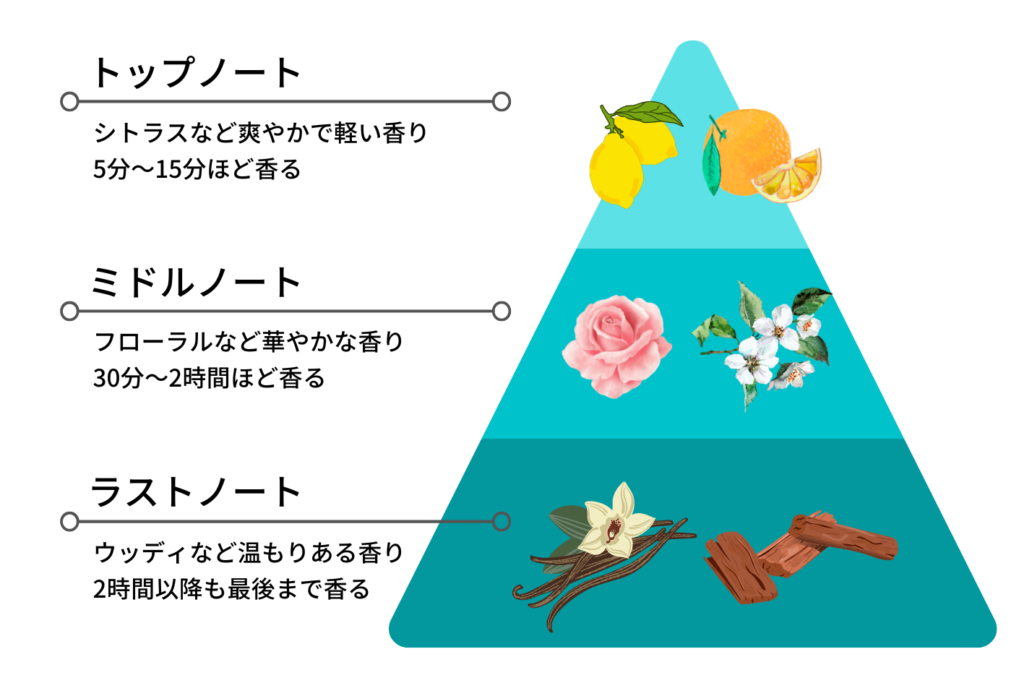 トップノート
シトラスなど爽やかで軽い香り
5分〜15分ほど香る
ミドルノート
フローラルなど華やかな香り
30分〜2時間ほど香る
ラストノート
ウッディなど温もりある香り
2時間以降も最後まで香る